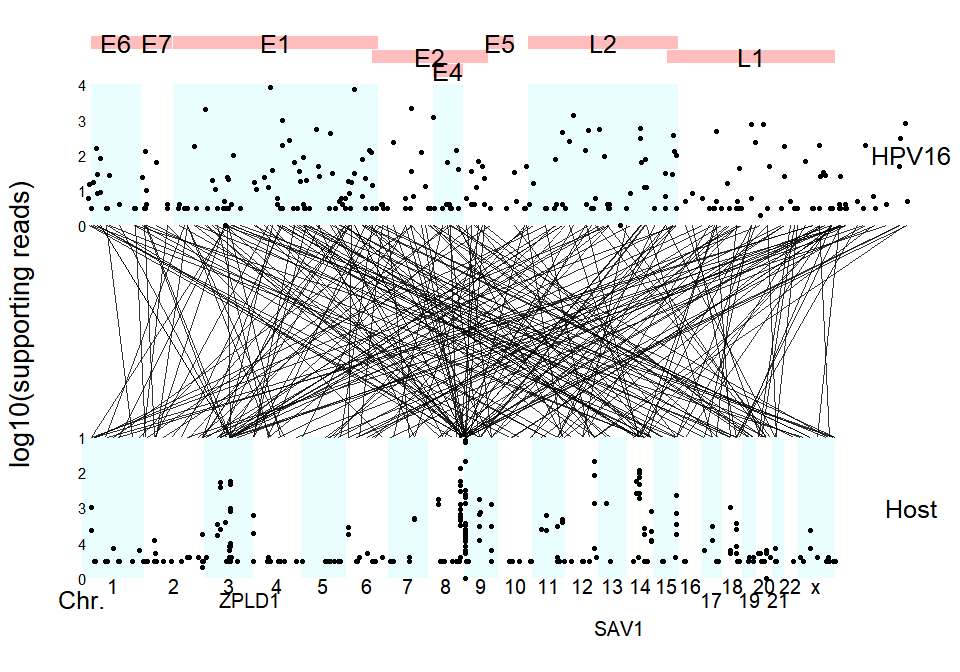 E6 E7 E1 E5 L2
E2 L1
E4
4
3
2
1
0
HPV16
log10(supporting reads)
1
2
3
4
0
Host
1 2 3 4 5 6 7 8 9 10 11 12 13 14 15 16 18 20 22 x
Chr. ZPLD1 17 19 21
SAV1